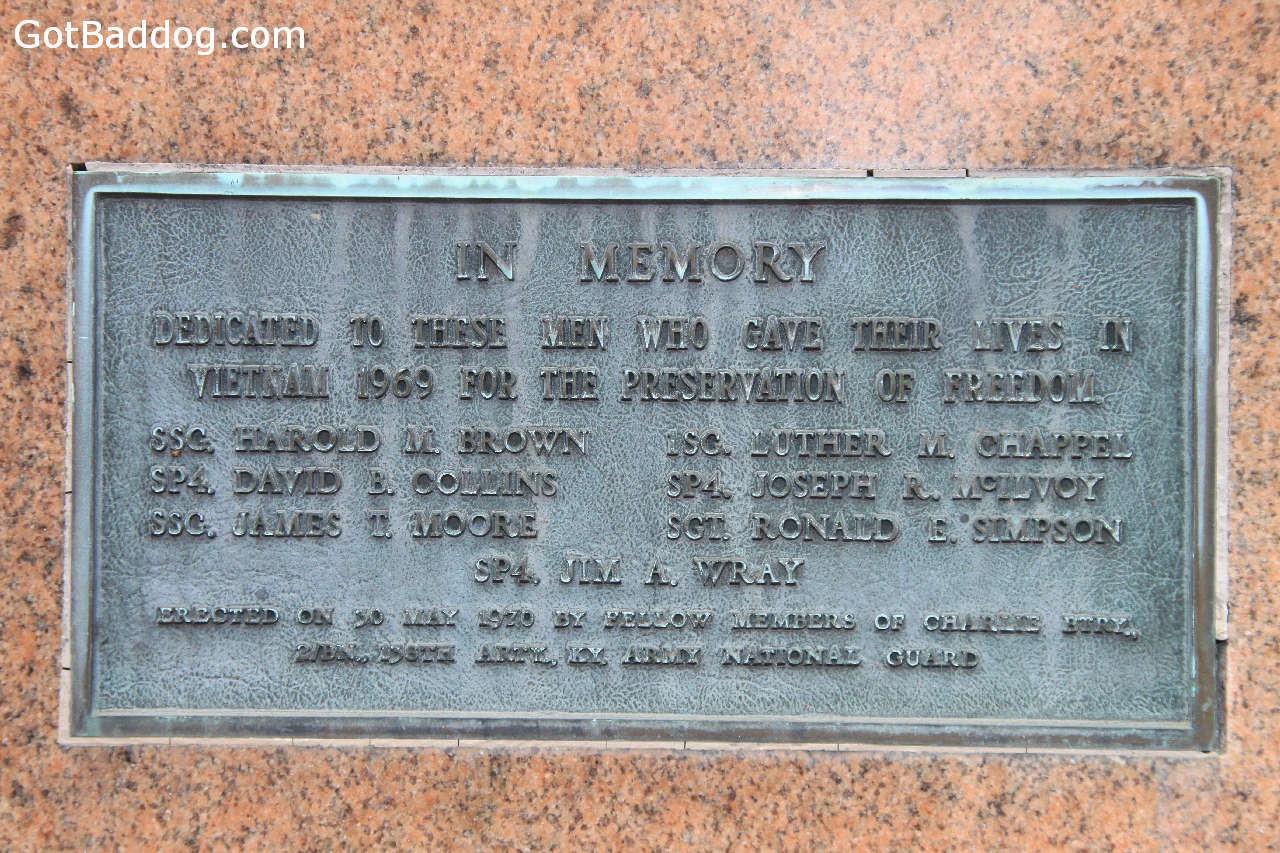 GotBaddog.com
IN MEMORY
DEDICATED TO THESE MEN WHO GAVE THEIR LIVES IN
VIETNAM 1969 FOR THE PRESERVATION OF FREEDOM.
SSG. HAROLD M. BROWN 1SG. LUTHER M. CHAPPEL
SP4. DAVID B. COLLINS SP4. JOSEPH R. McILVOY
SSG. JAMES T. MOORE SGT. RONALD E. SIMPSON
SP4. JIM A. WRAY
ERECTED ON 30 MAY 1970 BY FELLOW MEMBERS OF CHARLIE BTRY.,
2/BN., 138TH ARTY., KY. ARMY NATIONAL GUARD